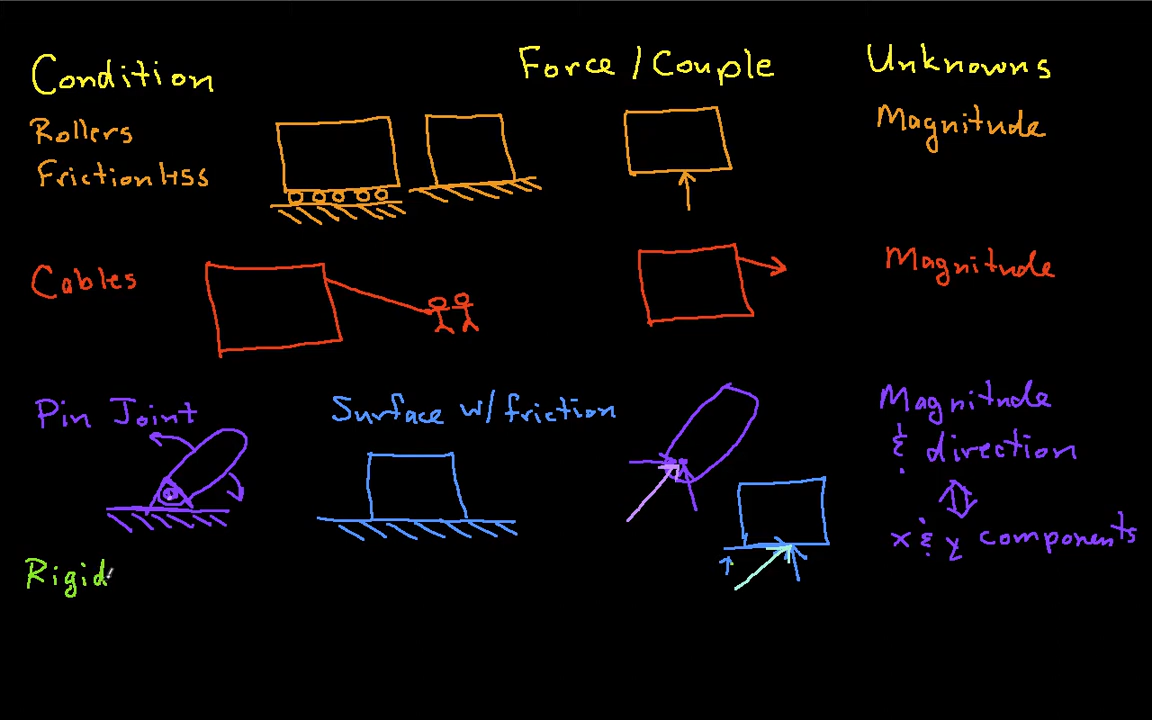 Condition
Force / Couple
Unknowns
Rollers
Frictionless
Magnitude
Cables
Magnitude
Pin Joint
Surface w/ friction
Magnitude
& direction
x & y components
Rigid